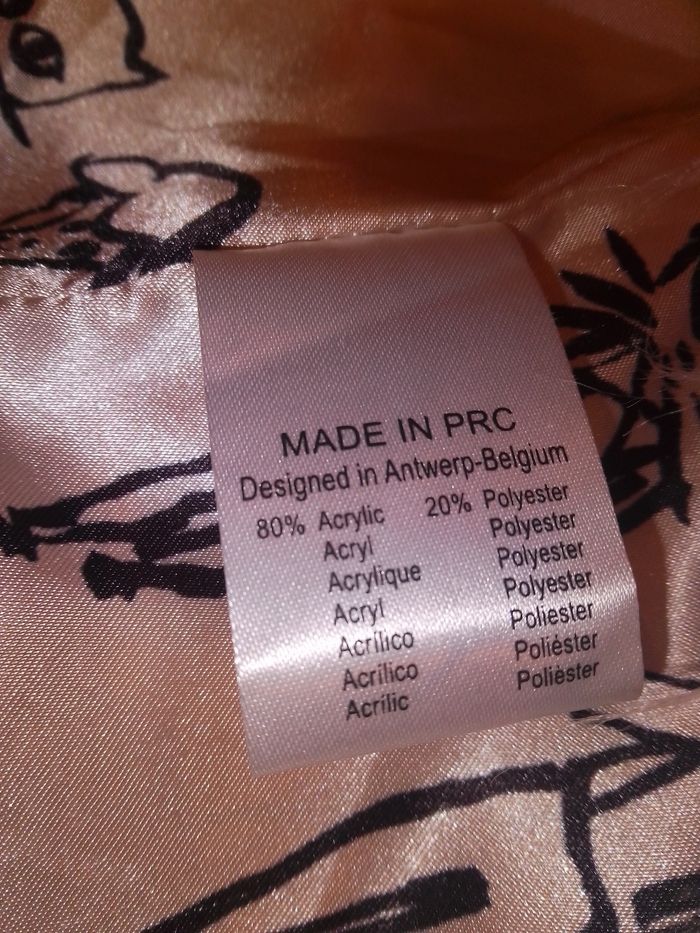 MADE IN PRC
Designed in Antwerp-Belgium
80% Acrylic 20% Polyester
Acryl Polyester
Acrylique Polyester
Acryl Polyester
Acrílico Poliester
Acrílico Poliéster
Acrílic Polièster